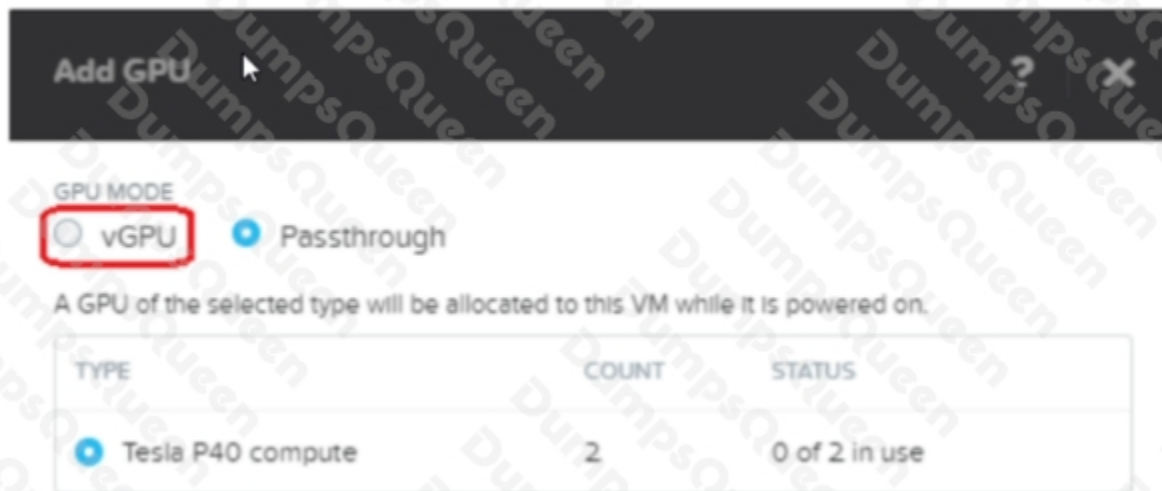 Add GPU ? ×
GPU MODE
vGPU Passthrough
A GPU of the selected type will be allocated to this VM while it is powered on.
TYPE COUNT STATUS
Tesla P40 compute 2 0 of 2 in use
DumpsQueen